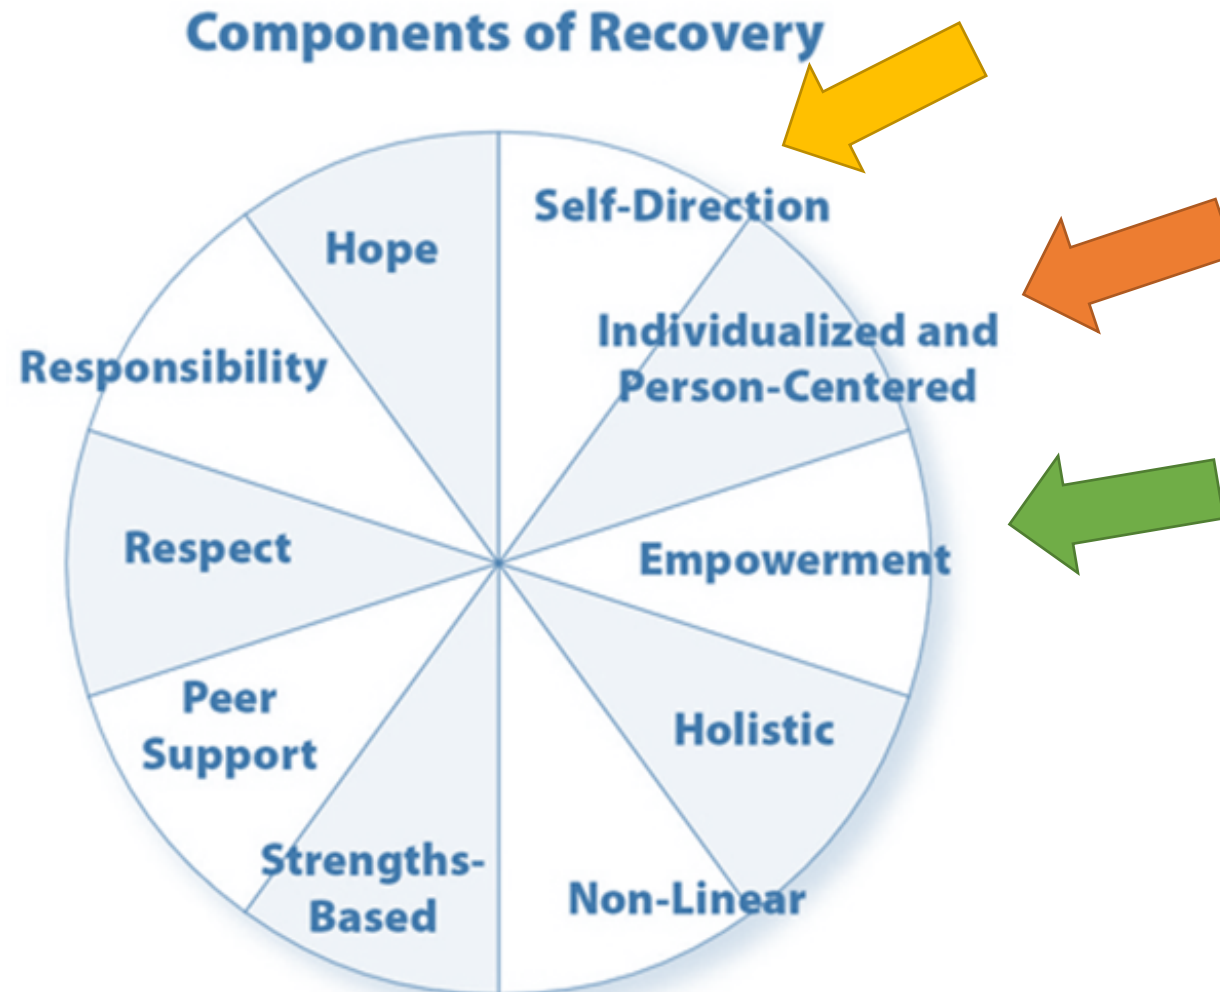 Components of Recovery
Self-Direction
Individualized and
Person-Centered
Empowerment
Holistic
Non-Linear
Strengths-
Based
Peer
Support
Respect
Responsibility
Hope